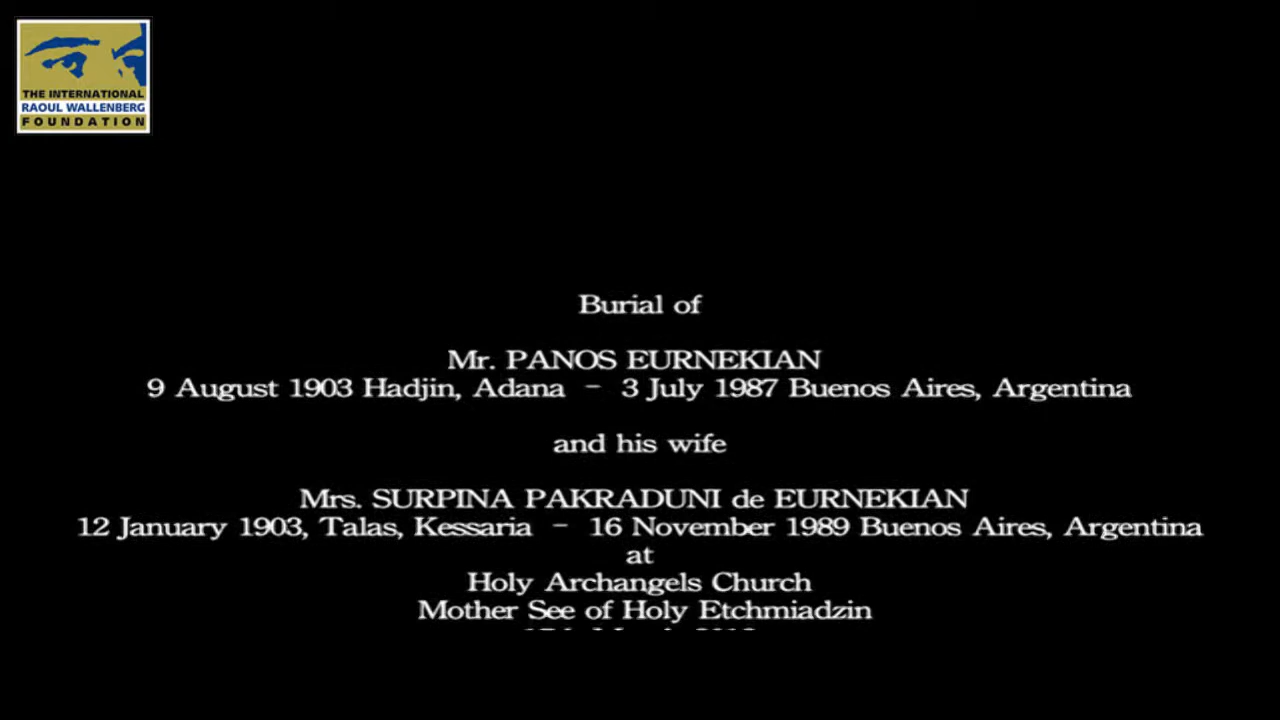 THE INTERNATIONAL
RAOUL WALLENBERG
FOUNDATION
Burial of
Mr. PANOS EURNEKIAN
9 August 1903 Hadjin, Adana - 3 July 1987 Buenos Aires, Argentina
and his wife
Mrs. SURPINA PAKRADUNI de EURNEKIAN
12 January 1903, Talas, Kessaria - 16 November 1989 Buenos Aires, Argentina
at
Holy Archangels Church
Mother See of Holy Etchmiadzin